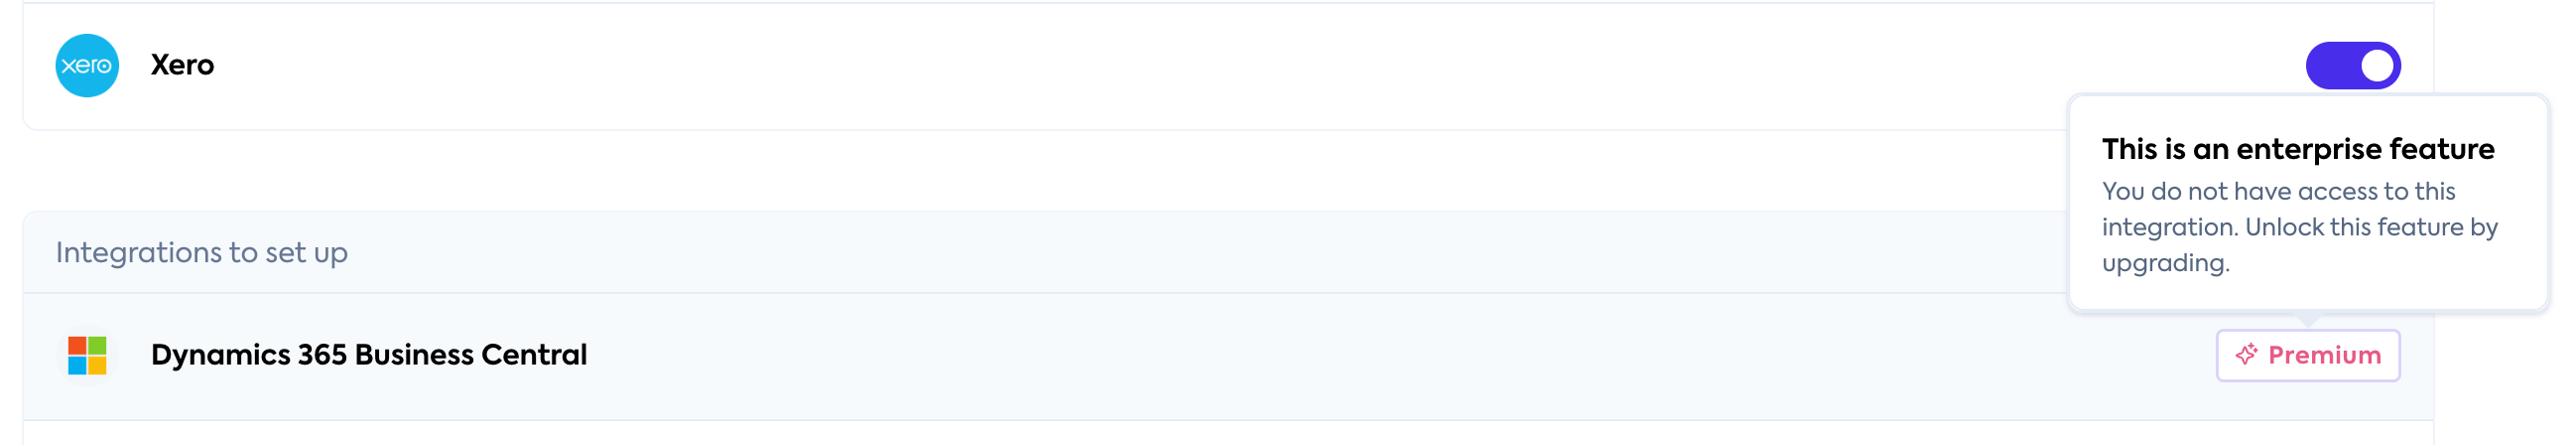 xero
Xero
This is an enterprise feature
You do not have access to this
integration. Unlock this feature by
upgrading.
Integrations to set up
Dynamics 365 Business Central
Premium